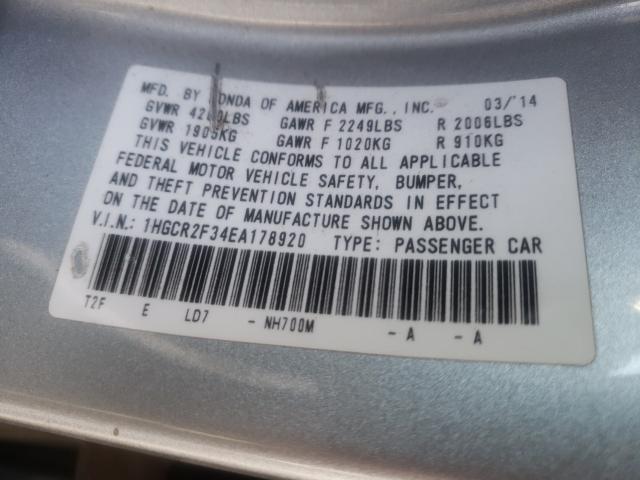 MFD. BY HONDA OF AMERICA MFG., INC. 03/'14
GVWR LBS GAWR F 2249LBS R 2006LBS
GVWR 1905KG GAWR F 1020KG R 910KG
THIS VEHICLE CONFORMS TO ALL APPLICABLE
FEDERAL MOTOR VEHICLE SAFETY, BUMPER,
AND THEFT PREVENTION STANDARDS IN EFFECT
ON THE DATE OF MANUFACTURE SHOWN ABOVE.
V.I.N.: 1HGCR2F34EA178920 TYPE: PASSENGER CAR
T2F E LD7 - NH700M - A - A